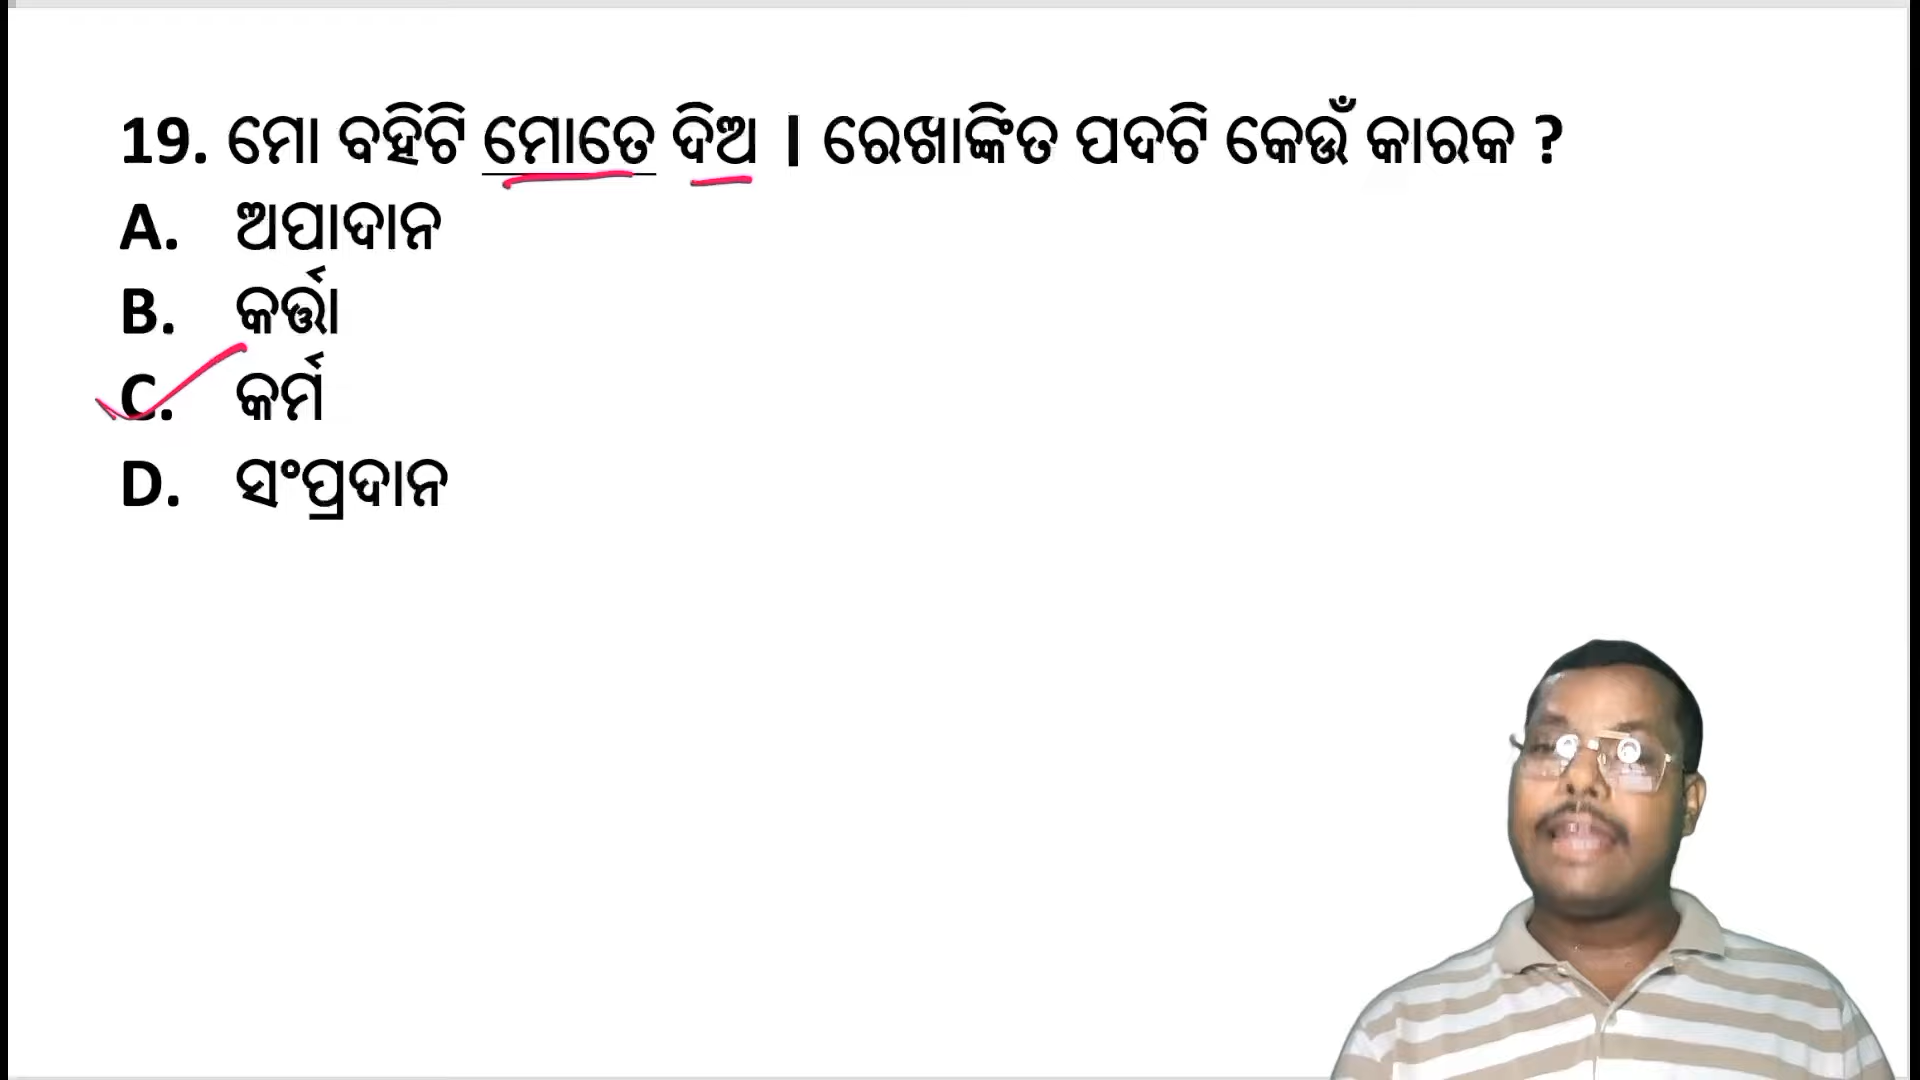 19. ମୋ ବହିଟି ମୋତେ ଦିଅ । ରେଖାଙ୍କିତ ପଦଟି କେଉଁ କାରକ ?
A. ଅପାଦାନ
B. କର୍ତ୍ତା
C. କର୍ମ
D. ସଂପ୍ରଦାନ